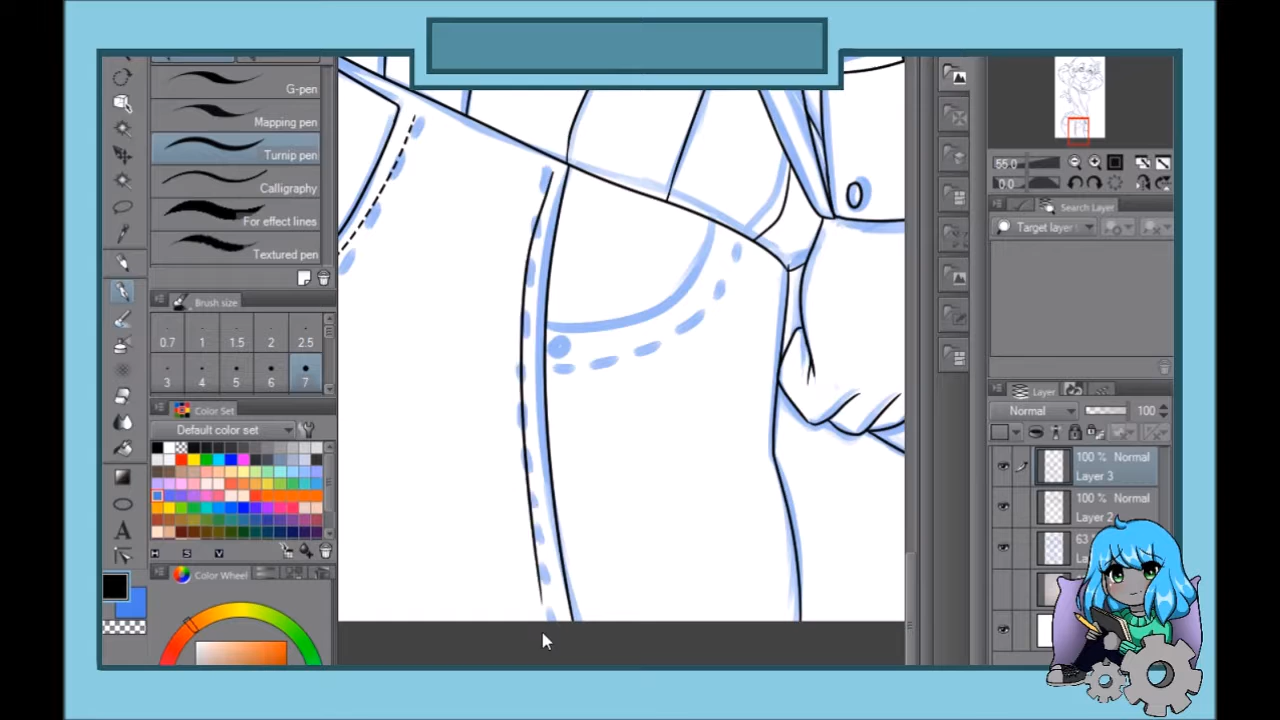 G-pen
Mapping pen
Turnip pen
Calligraphy
For effect lines
Textured pen
Brush size
0.7 1 1.5 2 2.5
3 4 5 6 7
Color Set
Default color set
H S V
Color Wheel
55.0
0.0
Search Layer
Target layer
Layer
Normal 100
100 % Normal
Layer 3
100 % Normal
Layer 2
63
La
A